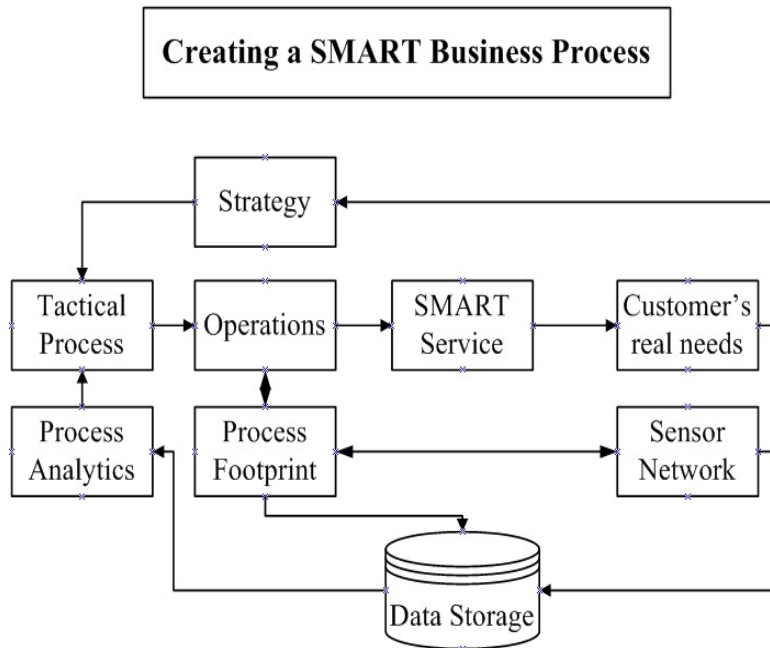 Creating a SMART Business Process
Strategy
Tactical
Process
Operations
SMART
Service
Customer's
real needs
Process
Analytics
Process
Footprint
Sensor
Network
Data Storage